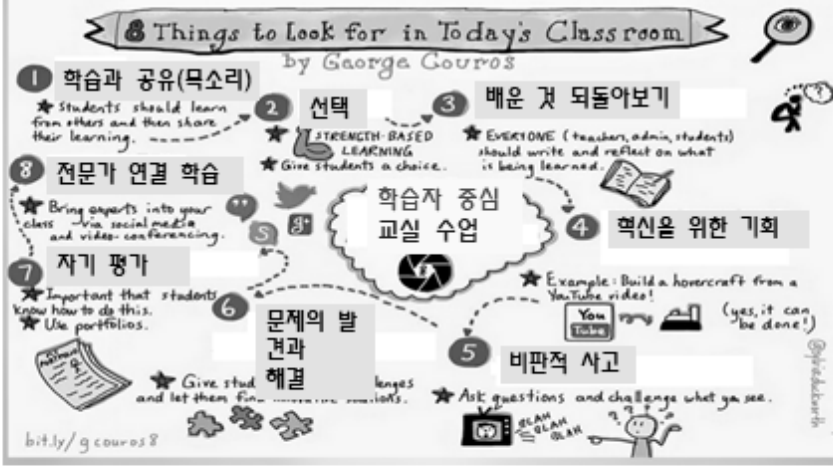 8 Things to Look for in Today's Classroom
by George Couros
1 학습과 공유(목소리)
★ Students should learn
from others and then share
their learning.
2 선택
★ STRENGTH-BASED
LEARNING
★ Give students a choice.
3 배운 것 되돌아보기
★ EVERYONE (teachers, admin, students)
should write and reflect on what
is being learned.
학습자 중심
교실 수업
4 혁신을 위한 기회
★ Example: Build a hovercraft from a
YouTube video!
You
Tube
(yes, it can
be done!)
5 비판적 사고
★ Ask questions and challenge what you see.
BLAH
BLAH
BLAH
6 문제의 발
견과
해결
★ Give
and let them find solutions.
7 자기 평가
★ Important that students
know how to do this.
★ Use portfolios.
8 전문가 연결 학습
★ Bring experts into your
class via social media
and video-conferencing.
g+
S
bit.ly/gcouros8